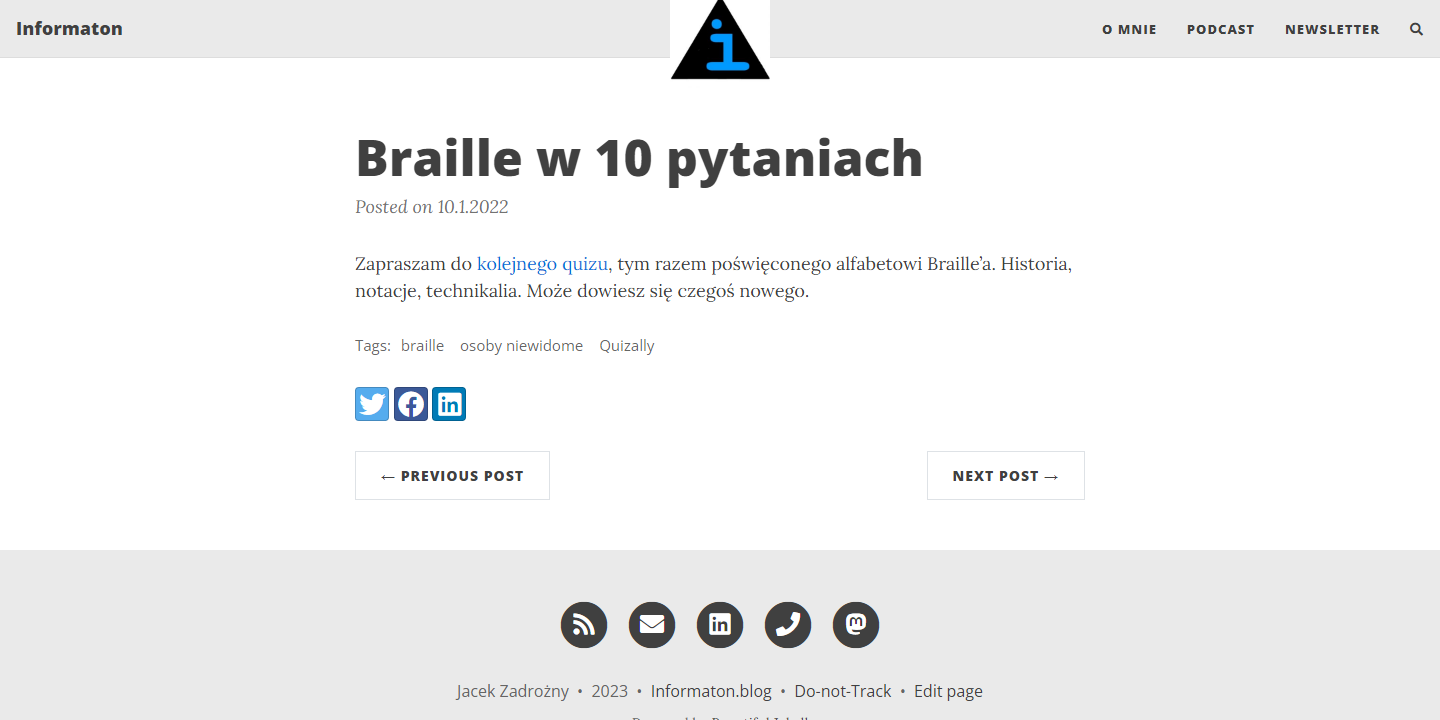 Informaton
O MNIE
PODCAST
NEWSLETTER
i
Braille w 10 pytaniach
Posted on 10.1.2022
Zapraszam do kolejnego quizu, tym razem poświęconego alfabetowi Braille’a. Historia,
notacje, technikalia. Może dowiesz się czegoś nowego.
Tags: braille osoby niewidome Quizally
← PREVIOUS POST
NEXT POST →
Jacek Zadrożny • 2023 • Informaton.blog • Do-not-Track • Edit page